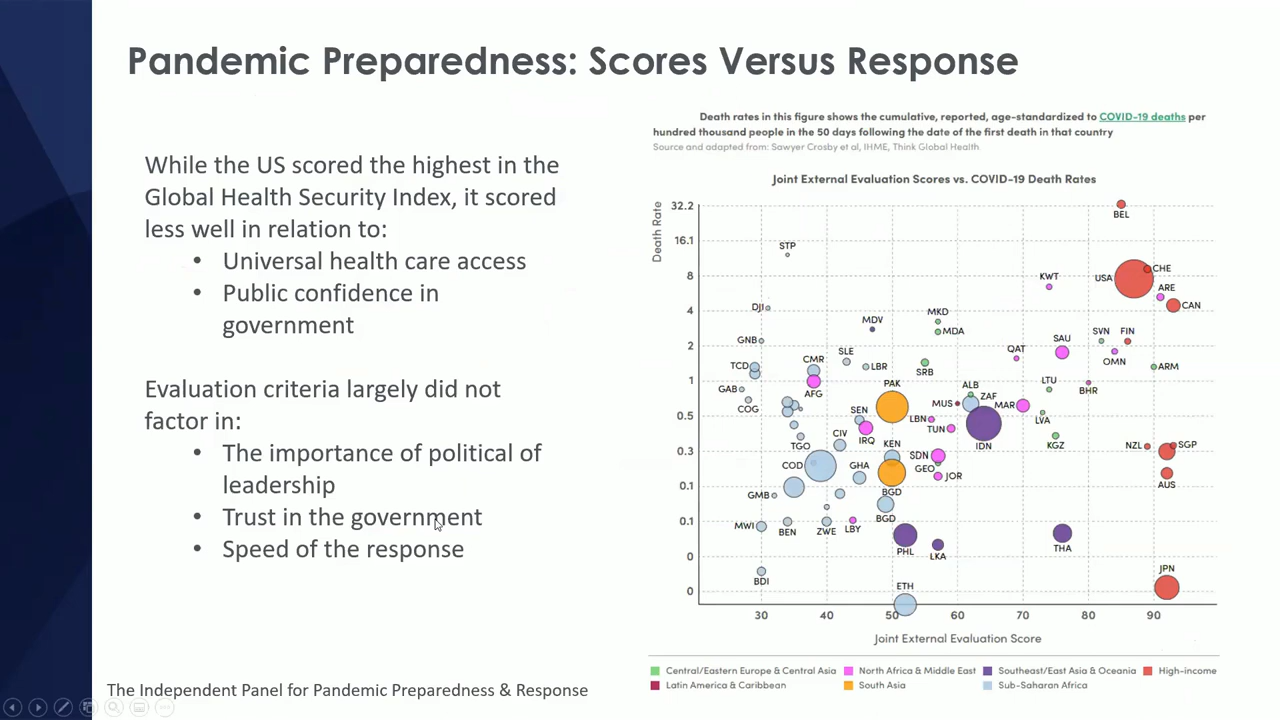 Pandemic Preparedness: Scores Versus Response
While the US scored the highest in the
Global Health Security Index, it scored
less well in relation to:
• Universal health care access
• Public confidence in
government
Evaluation criteria largely did not
factor in:
• The importance of political of
leadership
• Trust in the government
• Speed of the response
The Independent Panel for Pandemic Preparedness & Response
Death rates in this figure shows the cumulative, reported, age-standardized to COVID-19 deaths per
hundred thousand people in the 50 days following the date of the first death in that country
Source and adapted from: Sawyer Crosby et al, IHME, Think Global Health
Joint External Evaluation Scores vs. COVID-19 Death Rates
Death Rate
32.2
BEL
16.1
STP
8
KWT
USA
CHE
ARE
CAN
4
DJI
MDV
MKD
MDA
2
GNB
SLE
QAT
SAU
SVN
FIN
OMN
TCD
CMR
LBR
SRB
ARM
1
GAB
AFG
PAK
ALB
LTU
BHR
COG
MUS
ZAF
MAR
0.5
SEN
LBN
TUN
IDN
LVA
TGO
CIV
IRQ
KEN
KGZ
NZL
SGP
0.3
COD
GHA
SDN
GEO
JOR
AUS
0.1
GMB
BGD
BGD
0.1
MWI
BEN
ZWE
LBY
PHL
LKA
THA
0
BDI
ETH
JPN
0
30
40
50
60
70
80
90
Joint External Evaluation Score
Central/Eastern Europe & Central Asia
North Africa & Middle East
Southeast/East Asia & Oceania
High-income
Latin America & Caribbean
South Asia
Sub-Saharan Africa